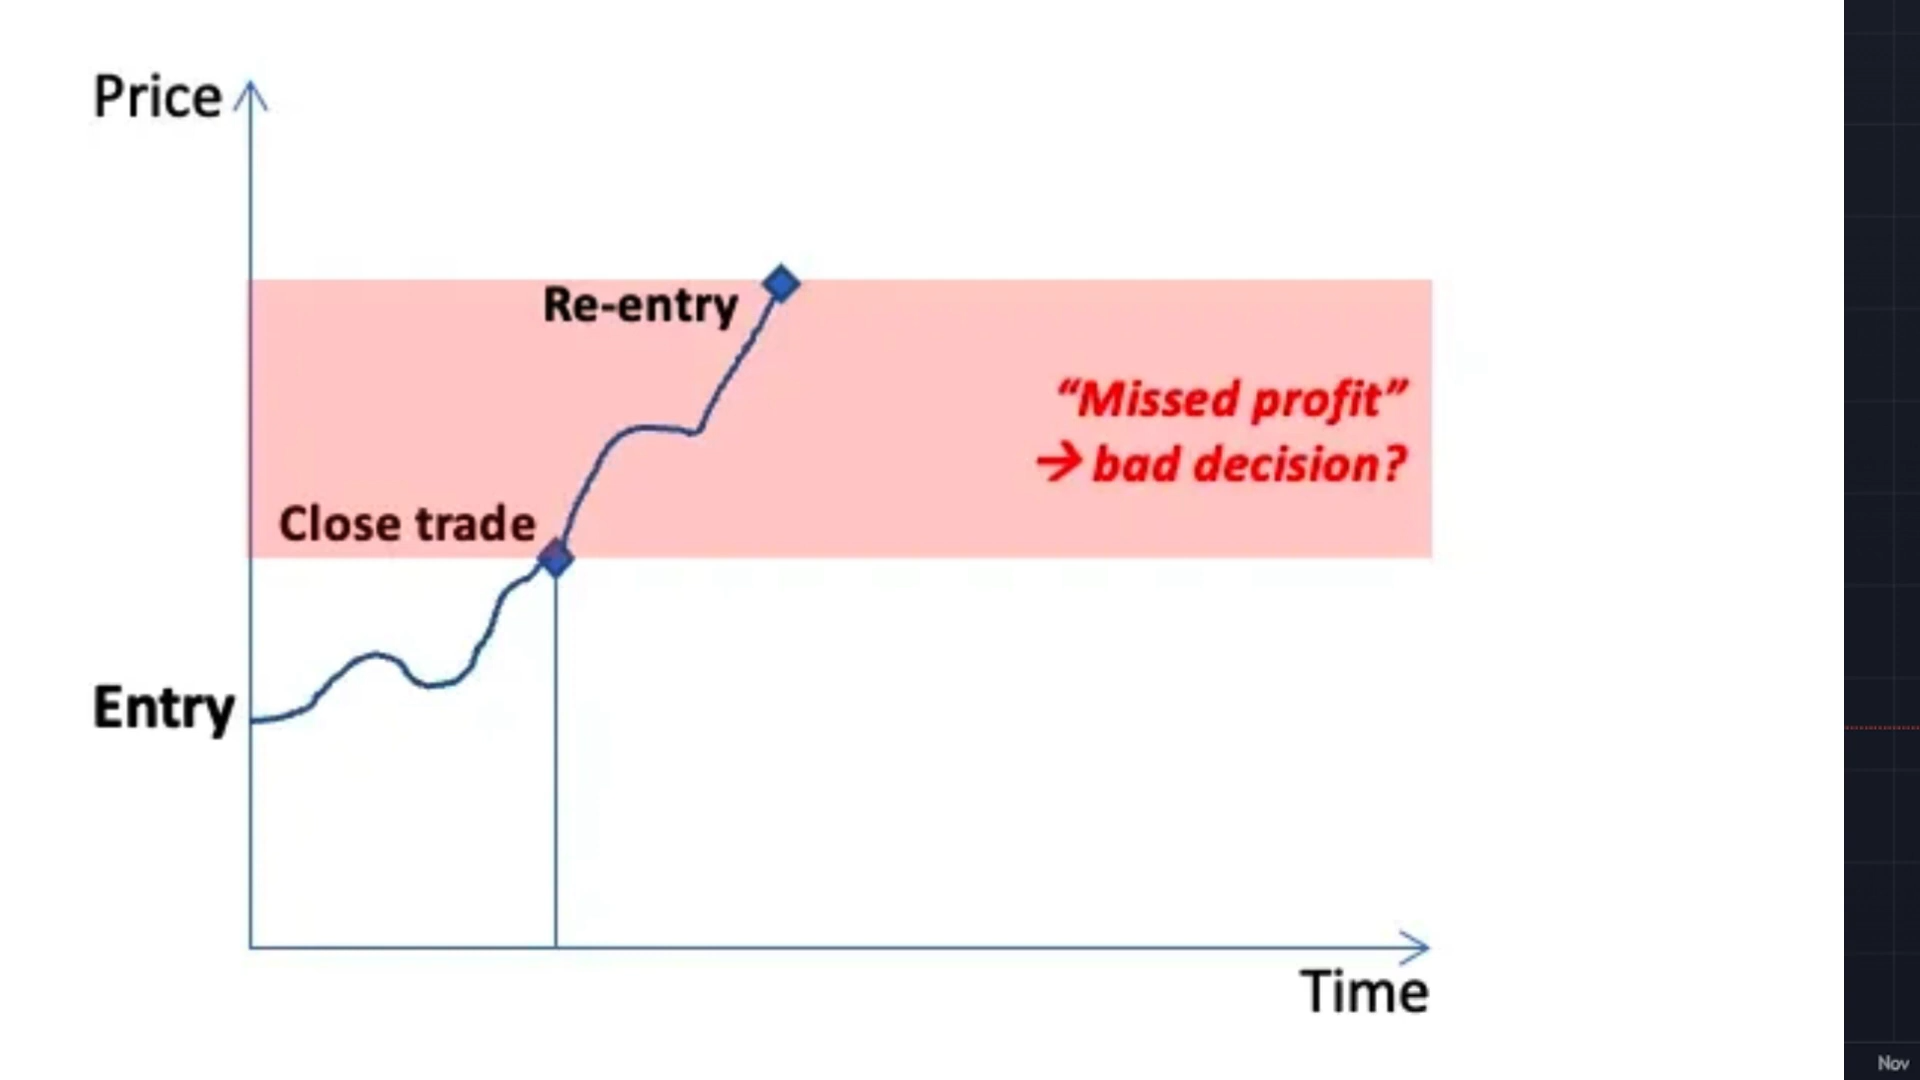 Price
Re-entry
“Missed profit”
→ bad decision?
Close trade
Entry
Time
Nov